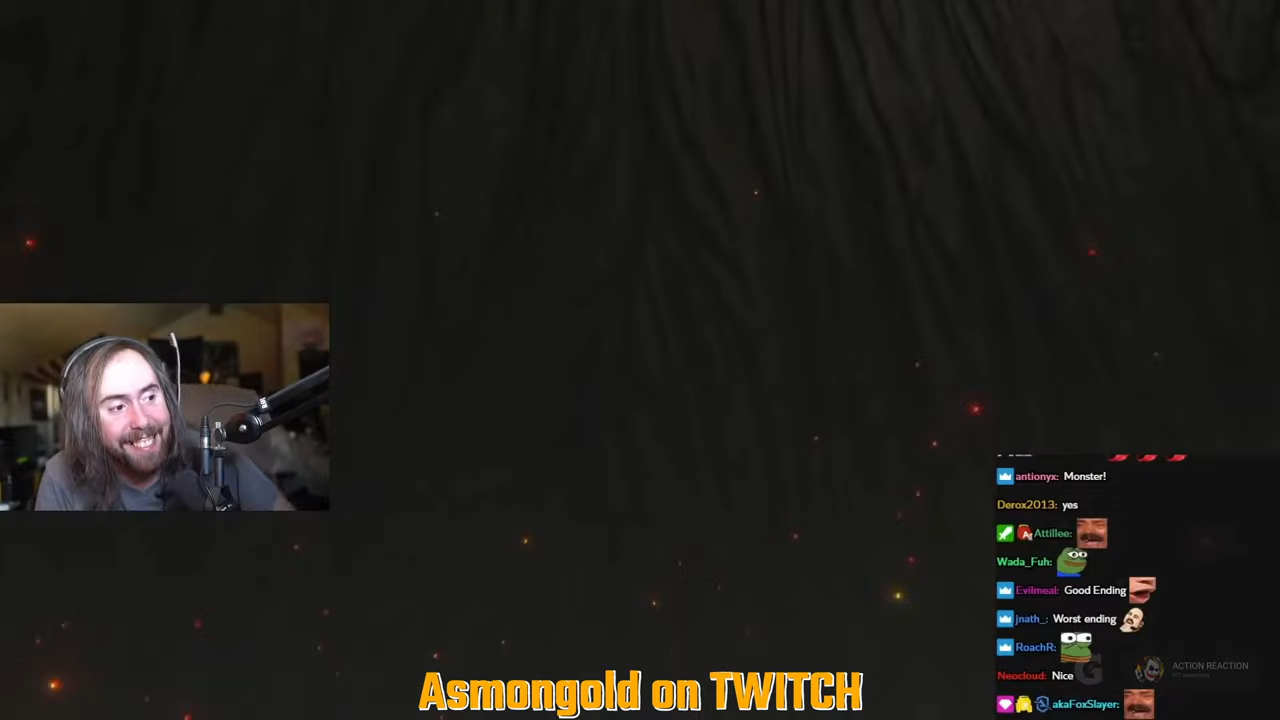 antionyx: Monster!
Derox2013: yes
Attillee:
Wada_Fuh:
Evilmeal: Good Ending
jnath_: Worst ending
RoachR:
Neocloud: Nice
G
ACTION REACTION
akaFoxSlayer:
Asmongold on TWITCH